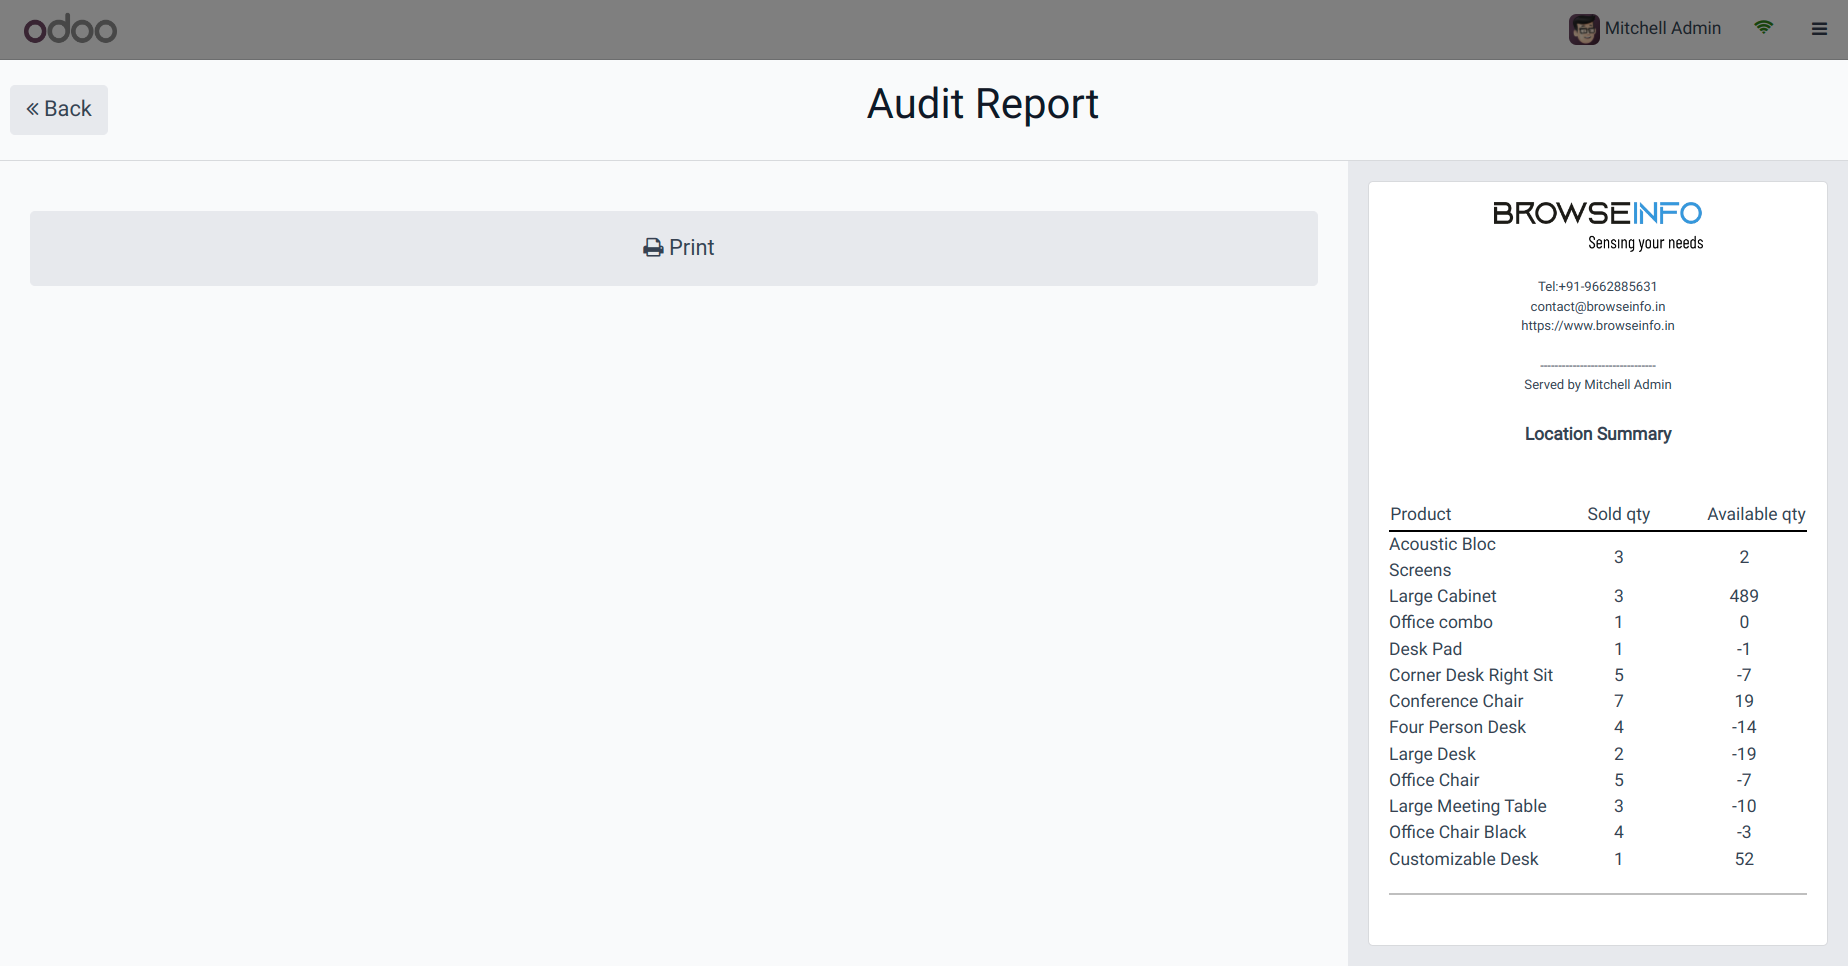 odoo
Mitchell Admin
Back
Audit Report
Print
BROWSEINFO
Sensing your needs
Tel:+91-9662885631
contact@browseinfo.in
https://www.browseinfo.in
--------------------------------
Served by Mitchell Admin
Location Summary
Product Sold qty Available qty
Acoustic Bloc
Screens 3 2
Large Cabinet 3 489
Office combo 1 0
Desk Pad 1 -1
Corner Desk Right Sit 5 -7
Conference Chair 7 19
Four Person Desk 4 -14
Large Desk 2 -19
Office Chair 5 -7
Large Meeting Table 3 -10
Office Chair Black 4 -3
Customizable Desk 1 52